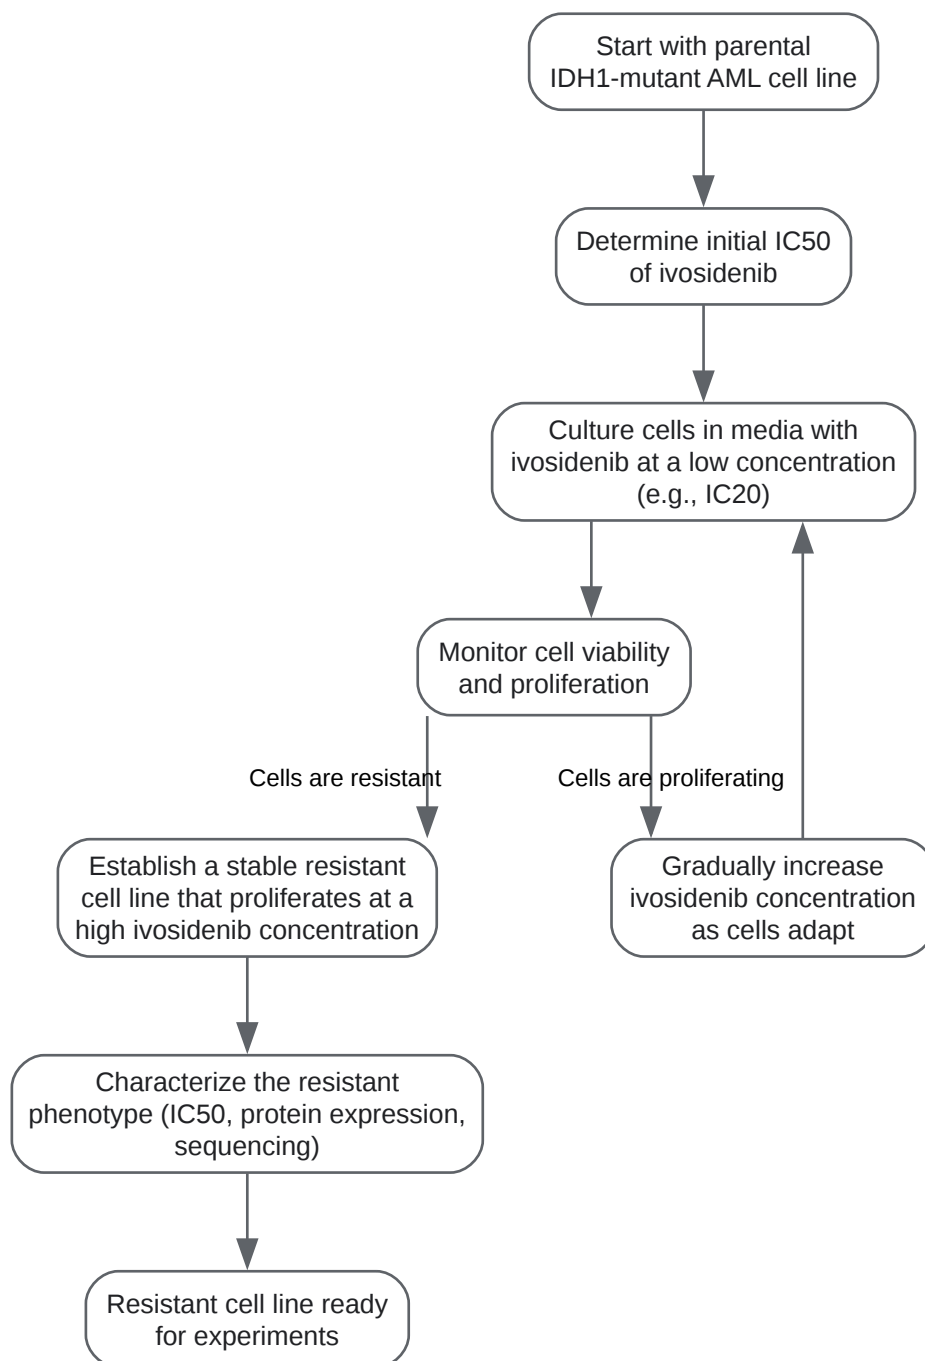 Start with parental
IDH1-mutant AML cell line
Determine initial IC50
of ivosidenib
Culture cells in media with
ivosidenib at a low concentration
(e.g., IC20)
Monitor cell viability
and proliferation
Cells are resistant
Cells are proliferating
Establish a stable resistant
cell line that proliferates at a
high ivosidenib concentration
Gradually increase
ivosidenib concentration
as cells adapt
Characterize the resistant
phenotype (IC50, protein expression,
sequencing)
Resistant cell line ready
for experiments